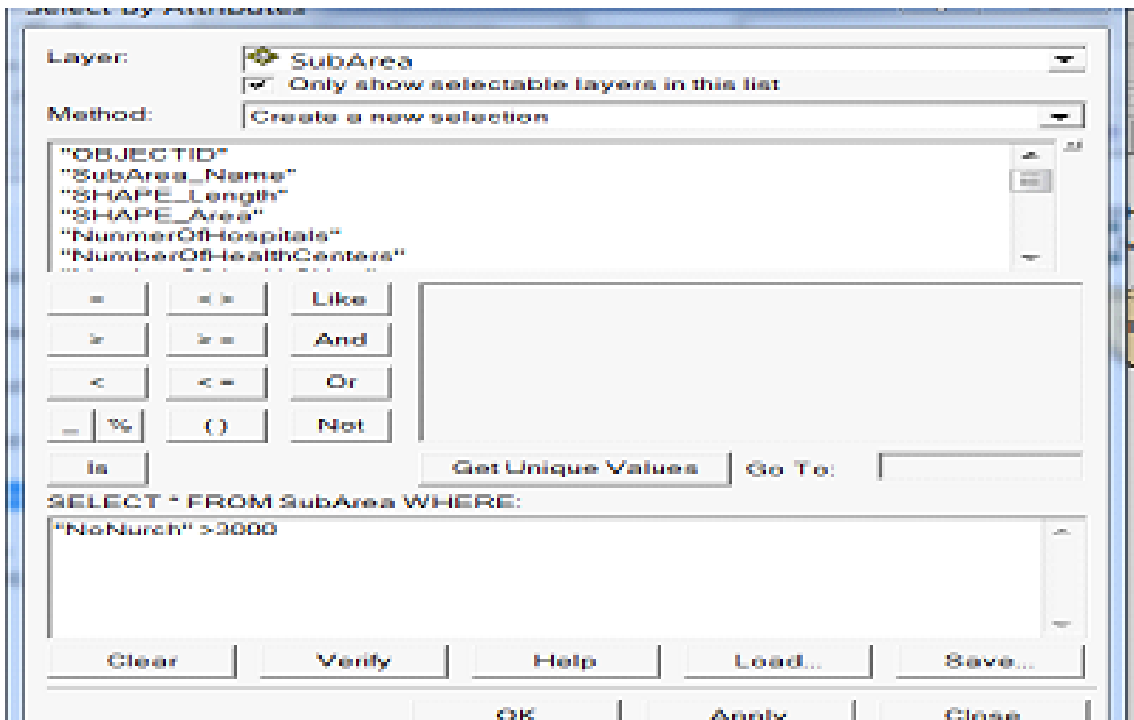 Select by Attributes
Layer:
SubArea
Only show selectable layers in this list
Method:
Create a new selection
"OBJECTID"
"SubArea_Name"
"SHAPE_Length"
"SHAPE_Area"
"NunmerOfHospitals"
"NumberOfHealthCenters"
= <> Like
> >= And
< <= Or
_ % () Not
Is
Get Unique Values Go To:
SELECT * FROM SubArea WHERE:
"NoNurch" >3000
Clear Verify Help Load... Save...
OK Apply Close